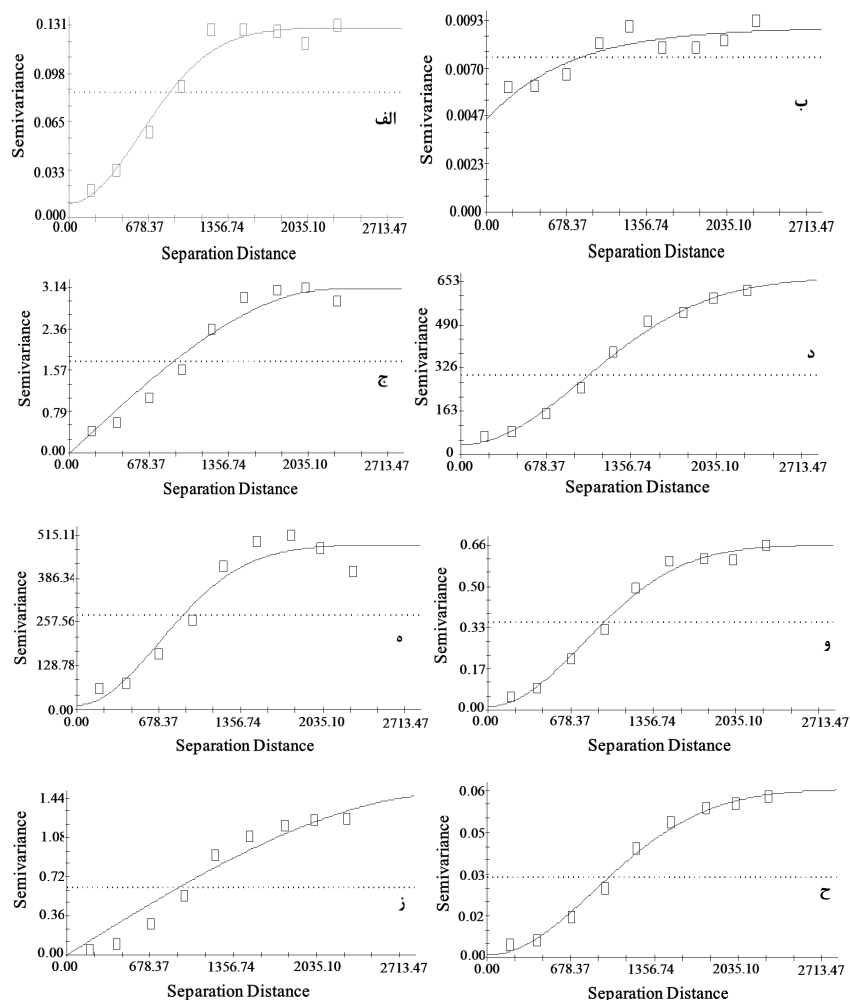 0.131
0.098
0.065
0.033
0.000
Semivariance
الف
0.00 678.37 1356.74 2035.10 2713.47
Separation Distance
0.0093
0.0070
0.0047
0.0023
0.000
Semivariance
ب
0.00 678.37 1356.74 2035.10 2713.47
Separation Distance
3.14
2.36
1.57
0.79
0.00
Semivariance
ج
0.00 678.37 1356.74 2035.10 2713.47
Separation Distance
653
490
326
163
0
Semivariance
د
0.00 678.37 1356.74 2035.10 2713.47
Separation Distance
515.11
386.34
257.56
128.78
0.00
Semivariance
ه
0.00 678.37 1356.74 2035.10 2713.47
Separation Distance
0.66
0.50
0.33
0.17
0.00
Semivariance
و
0.00 678.37 1356.74 2035.10 2713.47
Separation Distance
1.44
1.08
0.72
0.36
0.00
Semivariance
ز
0.00 678.37 1356.74 2035.10 2713.47
Separation Distance
0.06
0.05
0.03
0.02
0.00
Semivariance
ح
0.00 678.37 1356.74 2035.10 2713.47
Separation Distance